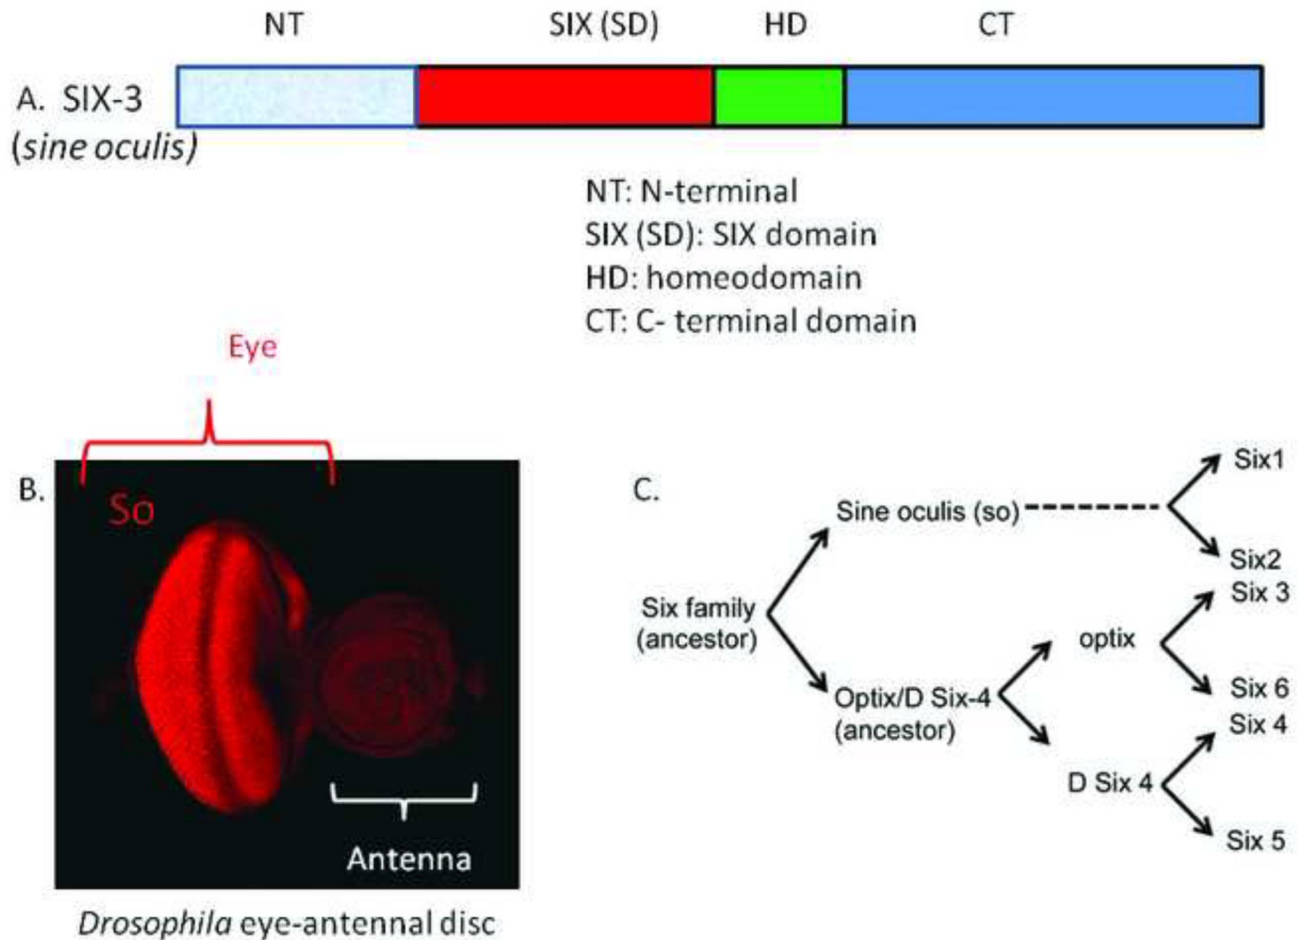 NT SIX (SD) HD CT
A. SIX-3
(sine oculis)
NT: N-terminal
SIX (SD): SIX domain
HD: homeodomain
CT: C- terminal domain
Eye
B.
So
Antenna
Drosophila eye-antennal disc
C.
Six1
Sine oculis (so)
Six2
Six 3
Six family
(ancestor)
optix
Six 6
Optix/D Six-4
(ancestor)
Six 4
D Six 4
Six 5